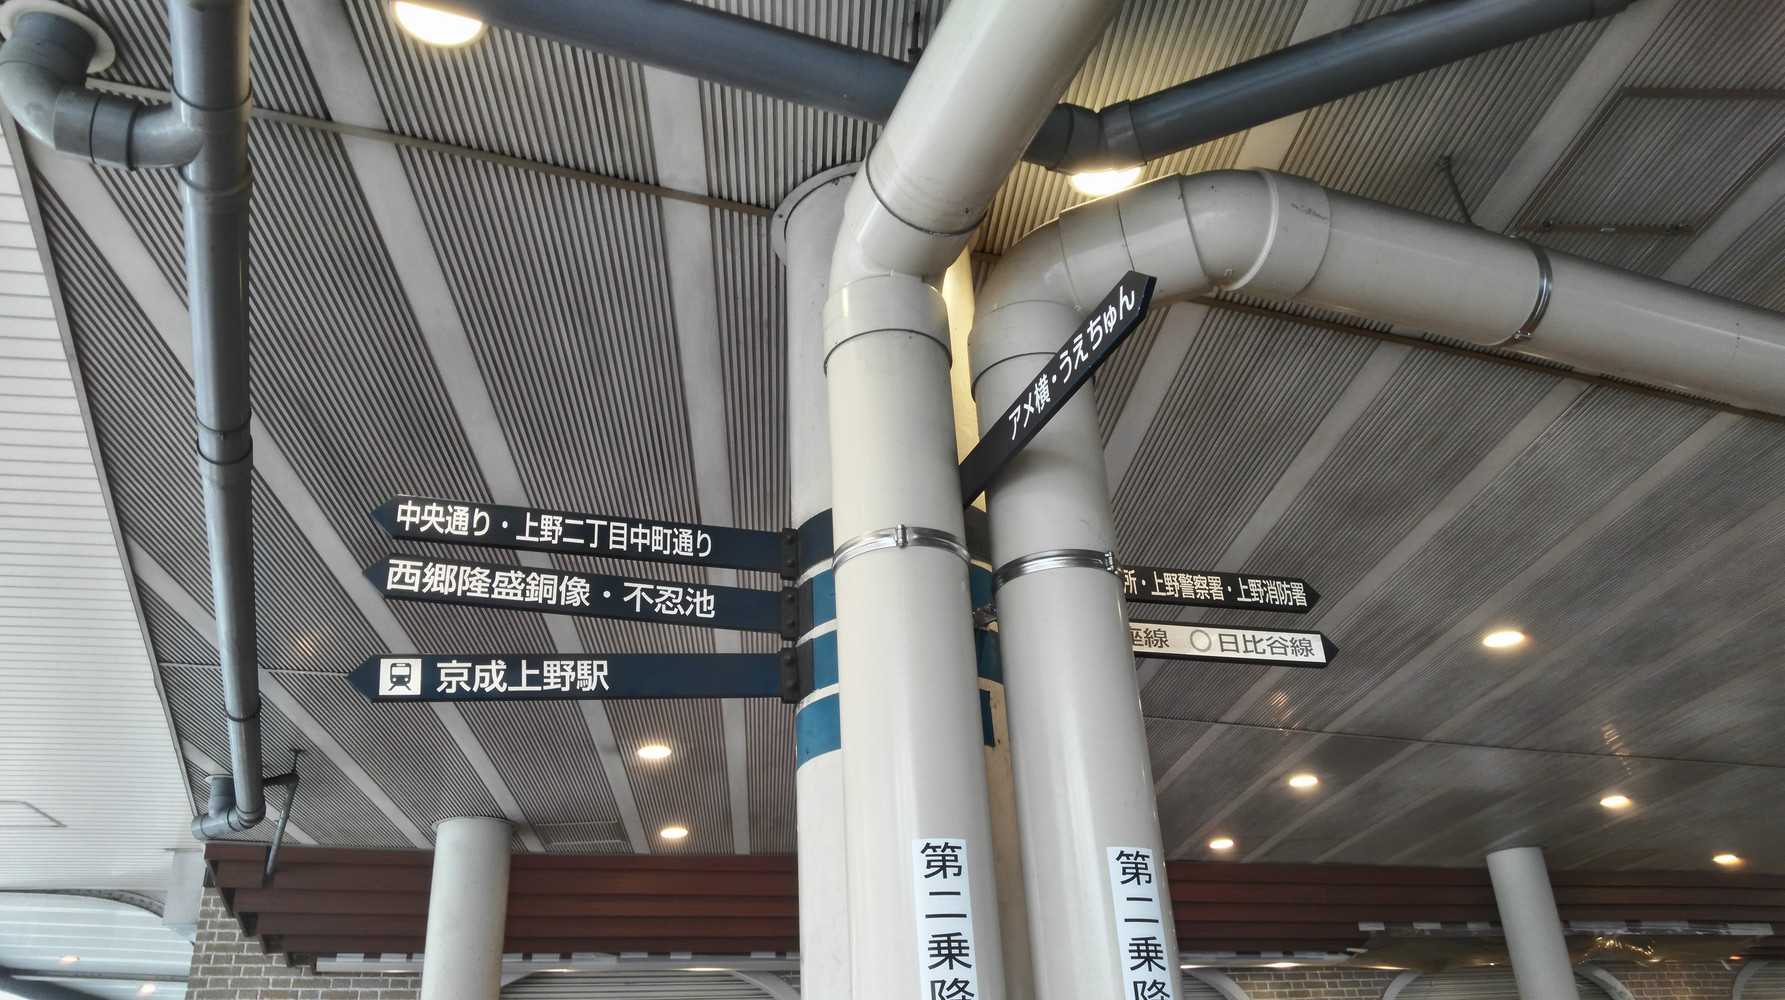 アメ横・うえちゅん
中央通り・上野二丁目中町通り
西郷隆盛銅像・不忍池
京成上野駅
所・上野警察署・上野消防署
座線 日比谷線
第二乗降
第二乗降